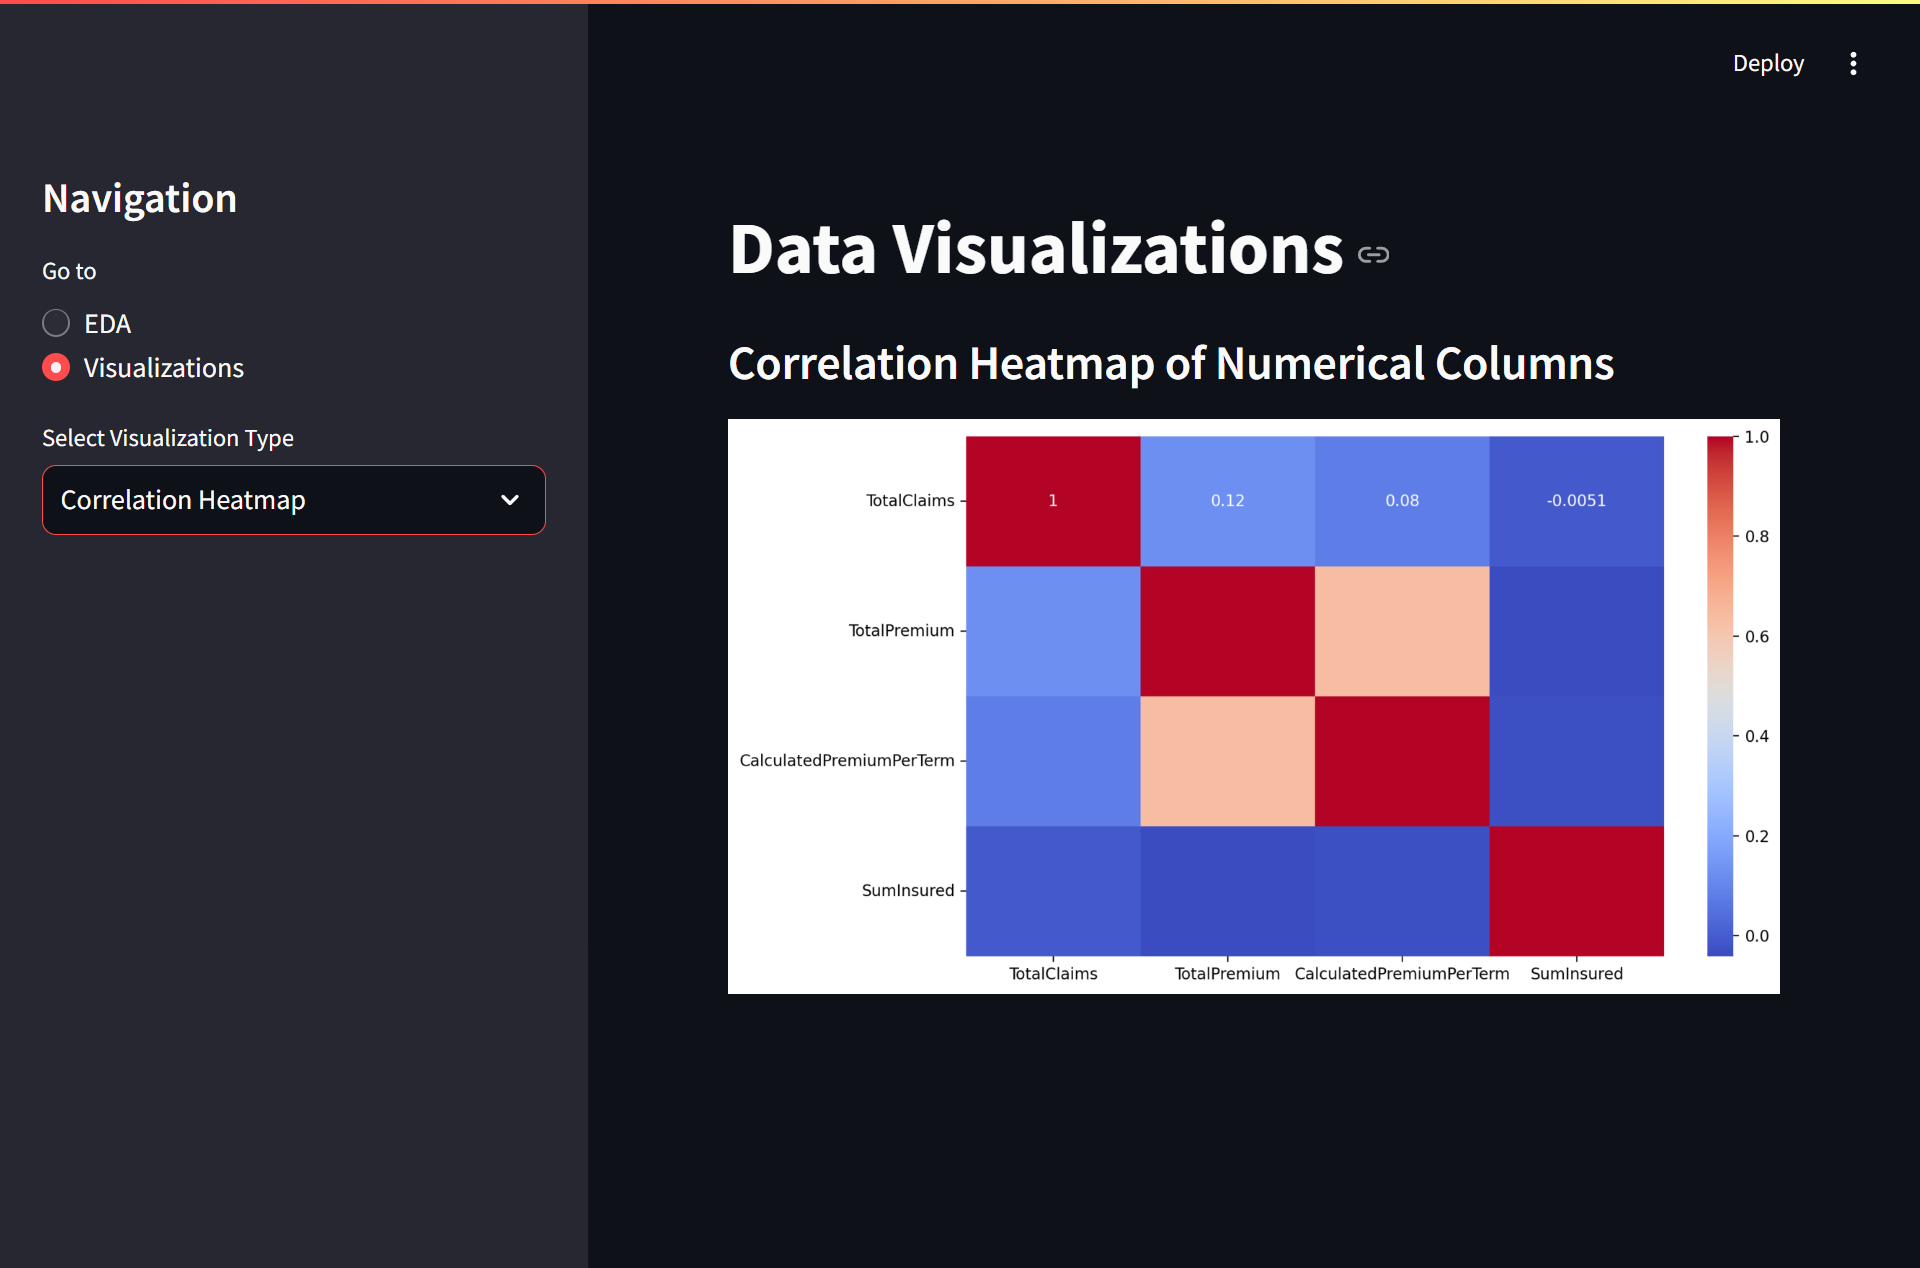 Deploy
Navigation
Go to
EDA
Visualizations
Select Visualization Type
Correlation Heatmap
Data Visualizations
Correlation Heatmap of Numerical Columns
TotalClaims
1
0.12
0.08
-0.0051
TotalPremium
CalculatedPremiumPerTerm
SumInsured
TotalClaims
TotalPremium
CalculatedPremiumPerTerm
SumInsured
1.0
0.8
0.6
0.4
0.2
0.0